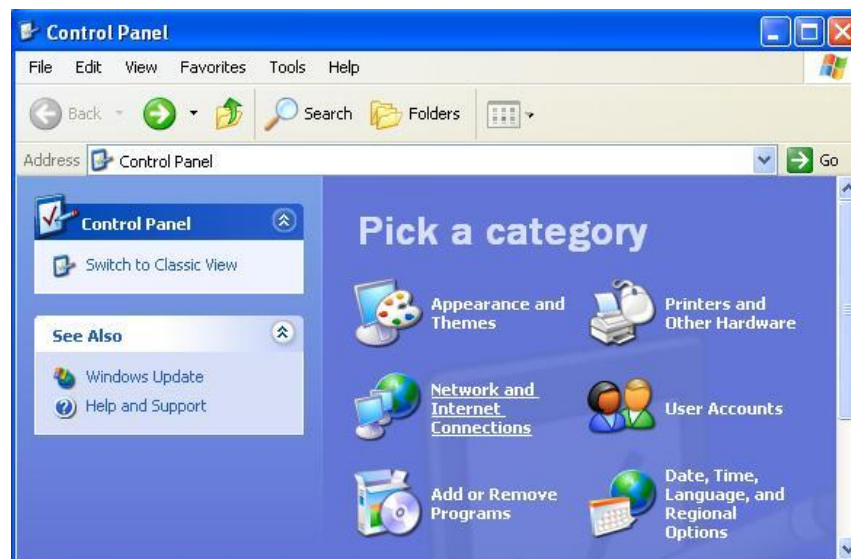 Control Panel
File Edit View Favorites Tools Help
Back Search Folders
Address Control Panel Go
Control Panel
Switch to Classic View
See Also
Windows Update
Help and Support
Pick a category
Appearance and
Themes
Printers and
Other Hardware
Network and
Internet
Connections
User Accounts
Add or Remove
Programs
Date, Time,
Language, and
Regional
Options